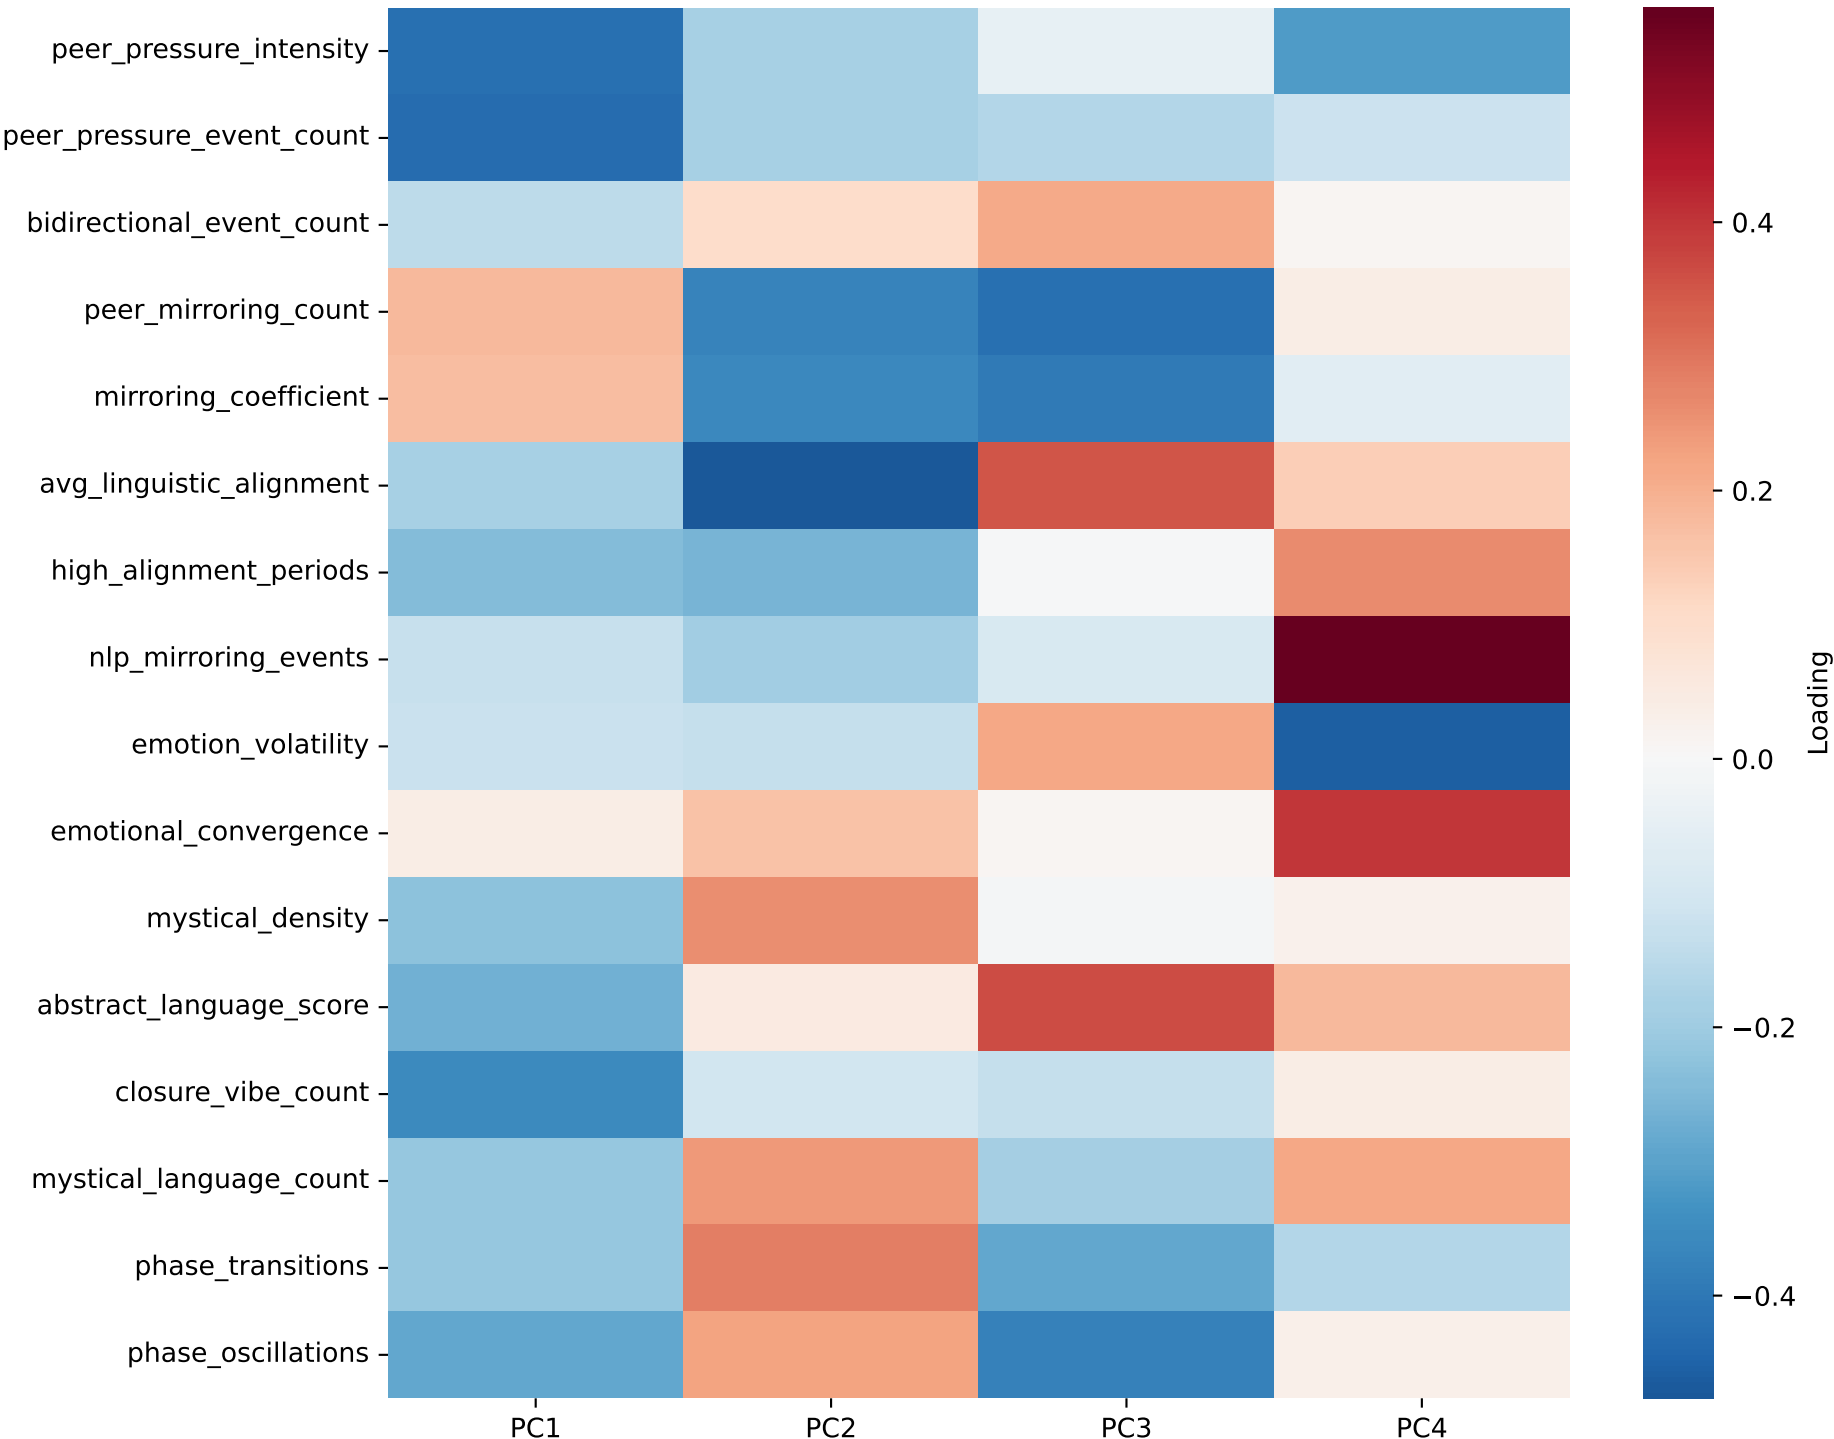 peer_pressure_intensity
peer_pressure_event_count
bidirectional_event_count
peer_mirroring_count
mirroring_coefficient
avg_linguistic_alignment
high_alignment_periods
nlp_mirroring_events
emotion_volatility
emotional_convergence
mystical_density
abstract_language_score
closure_vibe_count
mystical_language_count
phase_transitions
phase_oscillations
PC1 PC2 PC3 PC4
0.4
0.2
0.0
−0.2
−0.4
Loading